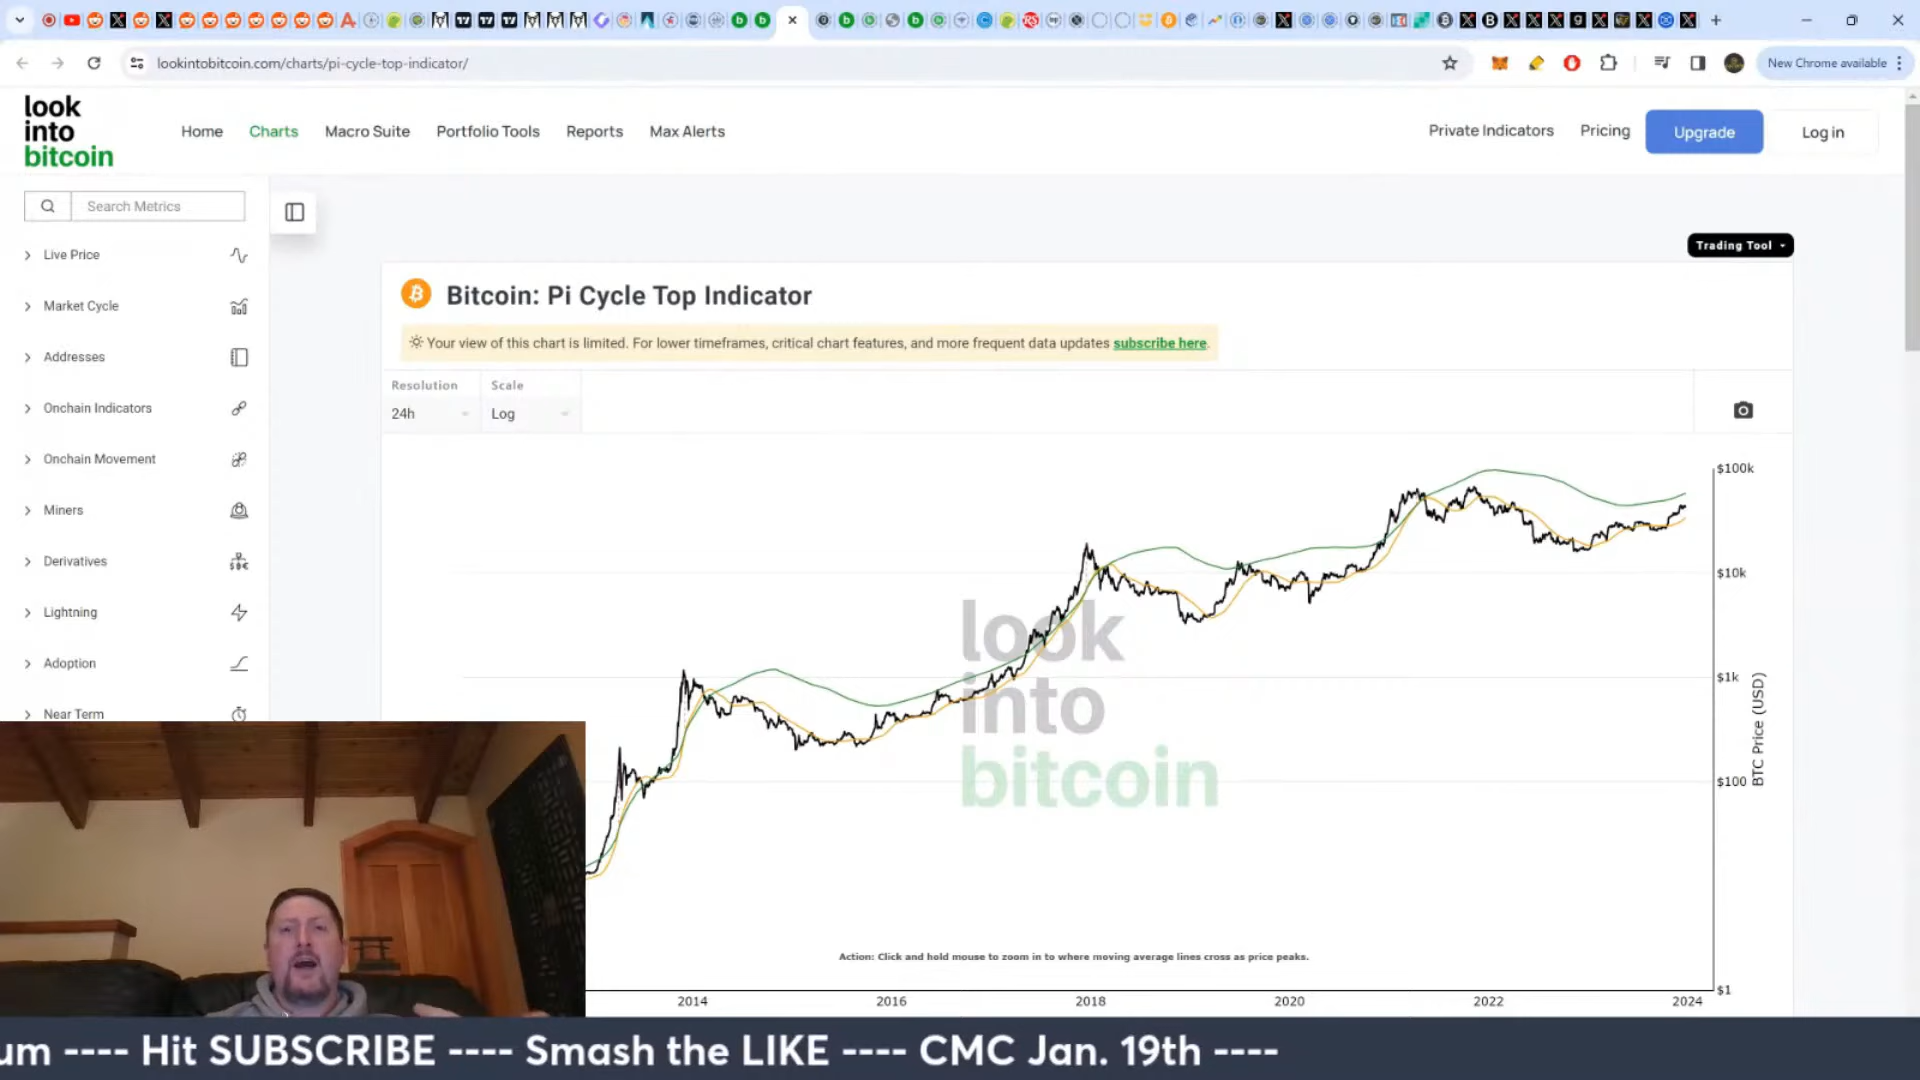 lookintobitcoin.com/charts/pi-cycle-top-indicator/
New Chrome available
look
into
bitcoin
Home
Charts
Macro Suite
Portfolio Tools
Reports
Max Alerts
Private Indicators
Pricing
Upgrade
Log in
Search Metrics
Live Price
Market Cycle
Addresses
Onchain Indicators
Onchain Movement
Miners
Derivatives
Lightning
Adoption
Near Term
Trading Tool
Bitcoin: Pi Cycle Top Indicator
Your view of this chart is limited. For lower timeframes, critical chart features, and more frequent data updates subscribe here.
Resolution
24h
Scale
Log
$100k
$10k
$1k
$100
$1
BTC Price (USD)
look
into
bitcoin
Action: Click and hold mouse to zoom in to where moving average lines cross as price peaks.
2014
2016
2018
2020
2022
2024
um ---- Hit SUBSCRIBE ---- Smash the LIKE ---- CMC Jan. 19th ----